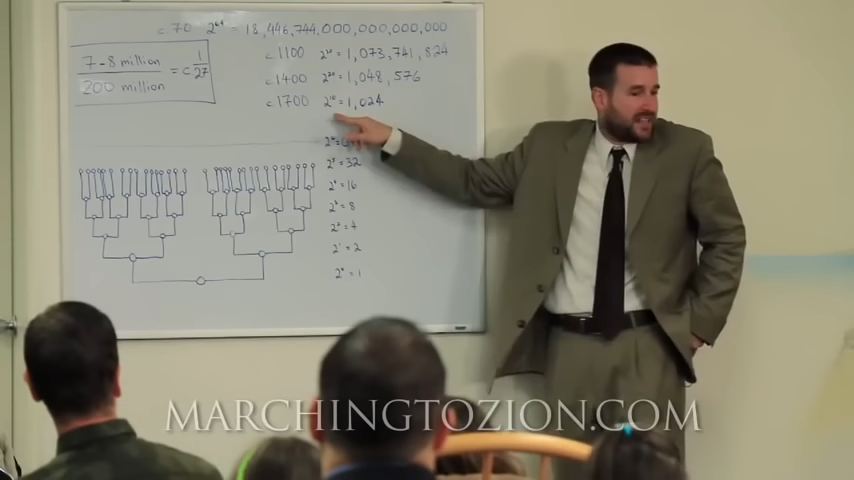 c.70 2⁶⁴ = 18,446,744,000,000,000,000
7-8 million
200 million
= c 1/27
c.1100 2³⁰ = 1,073,741,824
c.1400 2²⁰ = 1,048,576
c.1700 2¹⁰ = 1,024
2⁵ = 32
2⁴ = 16
2³ = 8
2² = 4
2¹ = 2
2⁰ = 1
MARCHINGTOZION.COM